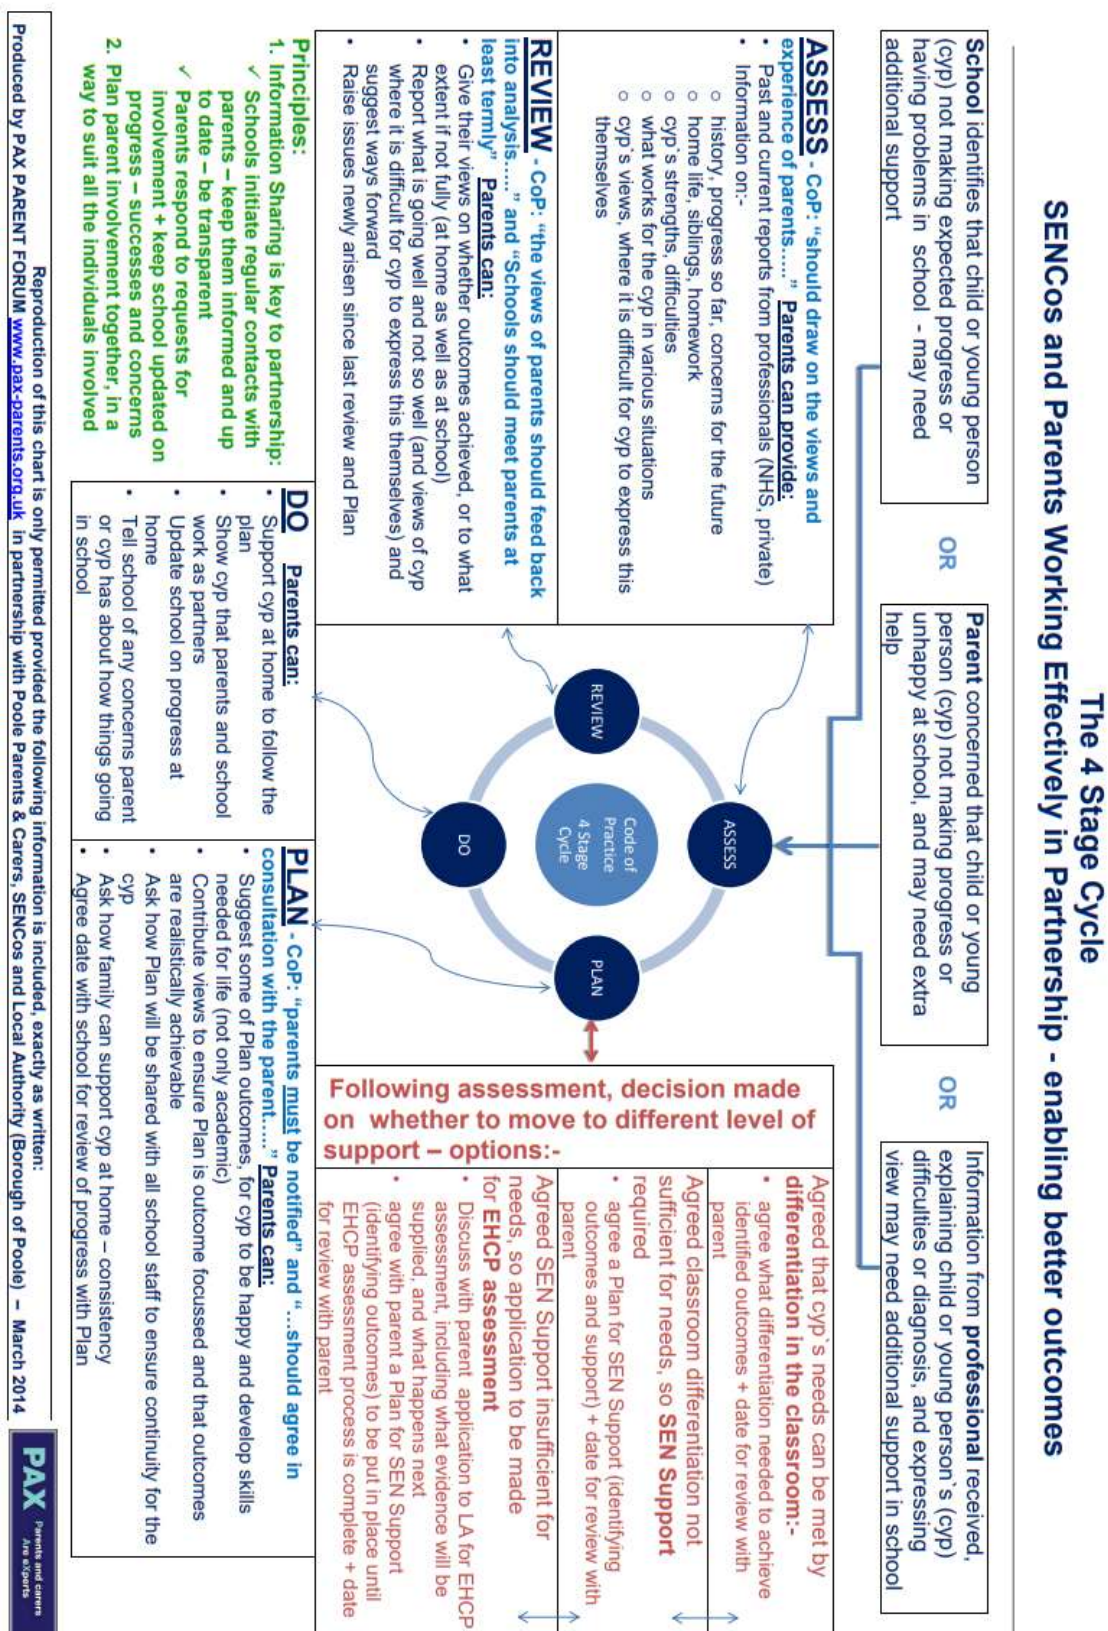 The 4 Stage Cycle
SENCos and Parents Working Effectively in Partnership - enabling better outcomes
School identifies that child or young person
(cyp) not making expected progress or
having problems in school - may need
additional support
OR
Parent concerned that child or young
person (cyp) not making progress or
unhappy at school, and may need extra
help
OR
Information from professional received,
explaining child or young person`s (cyp)
difficulties or diagnosis, and expressing
view may need additional support in school
ASSESS - CoP: “should draw on the views and
experience of parents…..” Parents can provide:
• Past and current reports from professionals (NHS, private)
• Information on:-
○ history, progress so far, concerns for the future
○ home life, siblings, homework
○ cyp`s strengths, difficulties
○ what works for the cyp in various situations
○ cyp`s views, where it is difficult for cyp to express this
themselves
REVIEW - CoP: “the views of parents should feed back
into analysis…..” and “Schools should meet parents at
least termly” Parents can:
• Give their views on whether outcomes achieved, or to what
extent if not fully (at home as well as at school)
• Report what is going well and not so well (and views of cyp
where it is difficult for cyp to express this themselves) and
suggest ways forward
• Raise issues newly arisen since last review and Plan
ASSESS
REVIEW
Code of
Practice
4 Stage
Cycle
PLAN
DO
Following assessment, decision made
on whether to move to different level of
support – options:-
Agreed that cyp`s needs can be met by
differentiation in the classroom:-
• agree what differentiation needed to achieve
identified outcomes + date for review with
parent
Agreed classroom differentiation not
sufficient for needs, so SEN Support
required
• agree a Plan for SEN Support (identifying
outcomes and support) + date for review with
parent
Agreed SEN Support insufficient for
needs, so application to be made
for EHCP assessment
• Discuss with parent application to LA for EHCP
assessment, including what evidence will be
supplied, and what happens next
• agree with parent a Plan for SEN Support
(identifying outcomes) to be put in place until
EHCP assessment process is complete + date
for review with parent
Principles:
1. Information Sharing is key to partnership:
✓ Schools initiate regular contacts with
parents – keep them informed and up
to date – be transparent
✓ Parents respond to requests for
involvement + keep school updated on
progress – successes and concerns
2. Plan parent involvement together, in a
way to suit all the individuals involved
DO Parents can:
• Support cyp at home to follow the
plan
• Show cyp that parents and school
work as partners
• Update school on progress at
home
• Tell school of any concerns parent
or cyp has about how things going
in school
PLAN - CoP: “parents must be notified” and “…should agree in
consultation with the parent…..” Parents can:
• Suggest some of Plan outcomes, for cyp to be happy and develop skills
needed for life (not only academic)
• Contribute views to ensure Plan is outcome focussed and that outcomes
are realistically achievable
• Ask how Plan will be shared with all school staff to ensure continuity for the
cyp
• Ask how family can support cyp at home – consistency
• Agree date with school for review of progress with Plan
Reproduction of this chart is only permitted provided the following information is included, exactly as written:
Produced by PAX PARENT FORUM www.pax-parents.org.uk in partnership with Poole Parents & Carers, SENCos and Local Authority (Borough of Poole) – March 2014
PAX Parents and carers
Are eXperts